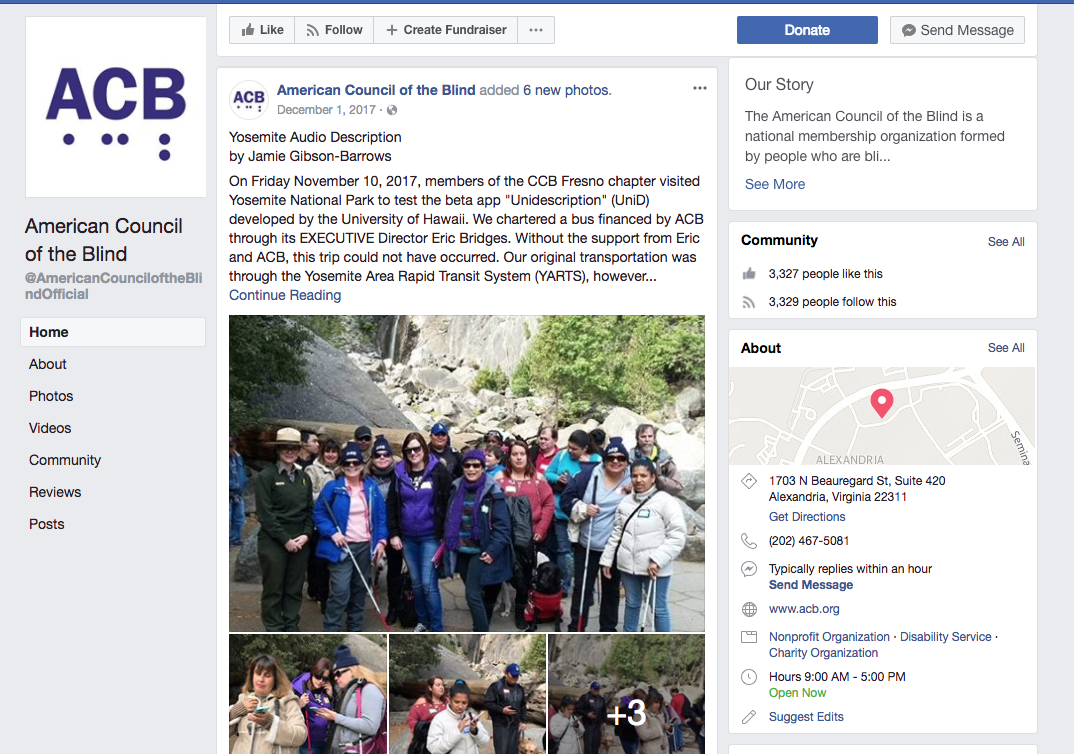 ACB
American Council
of the Blind
@AmericanCounciloftheBli
ndOfficial
Home
About
Photos
Videos
Community
Reviews
Posts
Like
Follow
Create Fundraiser
Donate
Send Message
ACB
American Council of the Blind added 6 new photos.
December 1, 2017 ·
Yosemite Audio Description
by Jamie Gibson-Barrows
On Friday November 10, 2017, members of the CCB Fresno chapter visited
Yosemite National Park to test the beta app "Unidescription" (UniD)
developed by the University of Hawaii. We chartered a bus financed by ACB
through its EXECUTIVE Director Eric Bridges. Without the support from Eric
and ACB, this trip could not have occurred. Our original transportation was
through the Yosemite Area Rapid Transit System (YARTS), however...
Continue Reading
ACB
ACB
ACB
ACB
+3
Our Story
The American Council of the Blind is a
national membership organization formed
by people who are bli...
See More
Community
See All
3,327 people like this
3,329 people follow this
About
See All
ALEXANDRIA
Semina
1703 N Beauregard St, Suite 420
Alexandria, Virginia 22311
Get Directions
(202) 467-5081
Typically replies within an hour
Send Message
www.acb.org
Nonprofit Organization · Disability Service ·
Charity Organization
Hours 9:00 AM - 5:00 PM
Open Now
Suggest Edits